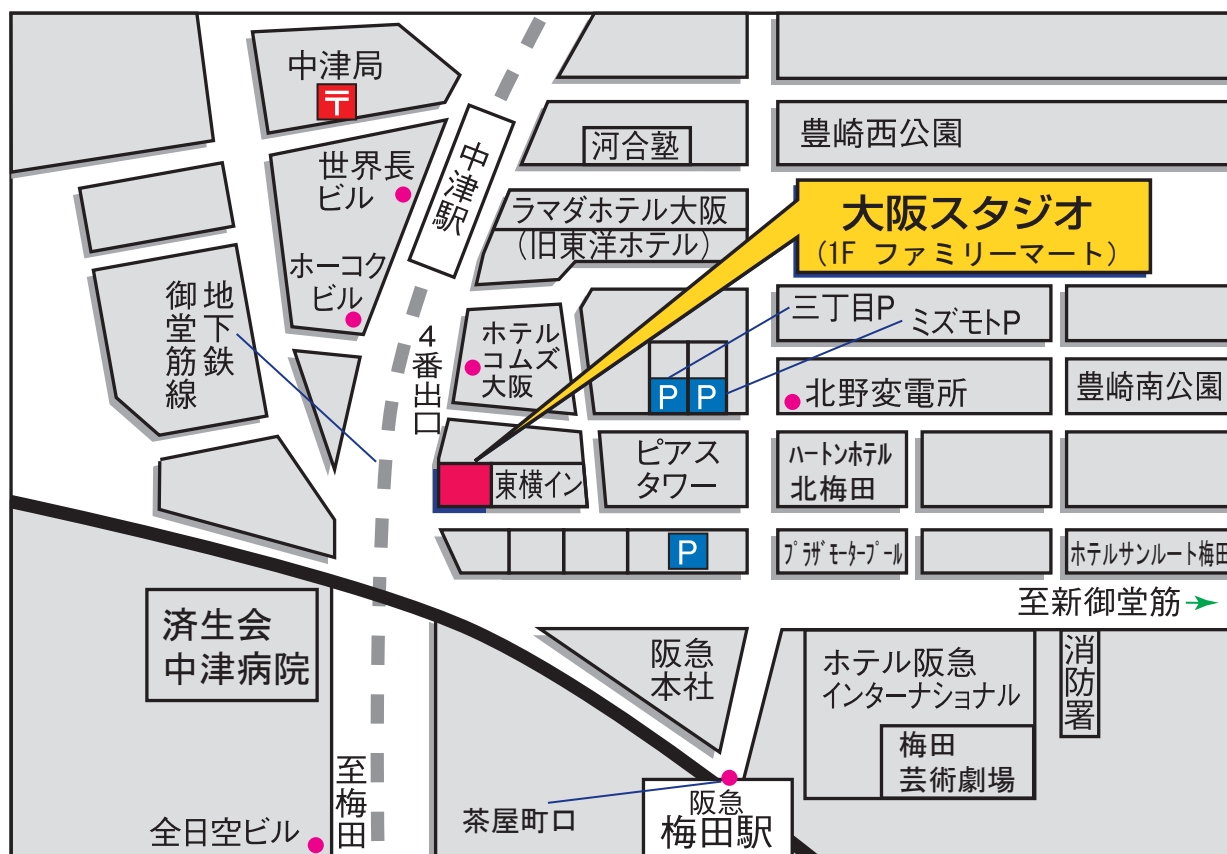 中津局
〒
世界長
ビル
中津駅
河合塾
豊崎西公園
ラマダホテル大阪
(旧東洋ホテル)
大阪スタジオ
(1F ファミリーマート)
ホーコク
ビル
地下鉄
御堂筋線
4番出口
ホテル
コムズ
大阪
三丁目P
ミズモトP
P
P
北野変電所
豊崎南公園
東横イン
ピアス
タワー
ハートンホテル
北梅田
P
プラザモータープール
ホテルサンルート梅田
至新御堂筋
済生会
中津病院
阪急
本社
ホテル阪急
インターナショナル
消防署
梅田
芸術劇場
至梅田
茶屋町口
阪急
梅田駅
全日空ビル